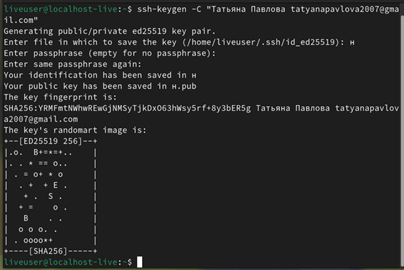 liveuser@localhost-live:~$ ssh-keygen -C "Татьяна Павлова tatyanapavlova2007@gma
il.com"
Generating public/private ed25519 key pair.
Enter file in which to save the key (/home/liveuser/.ssh/id_ed25519): н
Enter passphrase (empty for no passphrase):
Enter same passphrase again:
Your identification has been saved in н
Your public key has been saved in н.pub
The key fingerprint is:
SHA256:YRMFmtNWhwREwGjNMSyTjkDxO63hWsy5rf+8y3bER5g Татьяна Павлова tatyanapavlov
a2007@gmail.com
The key's randomart image is:
+--[ED25519 256]--+
|.o.  B+=*=+..    |
|. . * == o..     |
| . = o+ * o      |
|  . +  + E .     |
|   + .  S .      |
|  + =    o .     |
|   B    . .      |
|  o o o. .       |
| . oooo*+        |
+----[SHA256]-----+
liveuser@localhost-live:~$